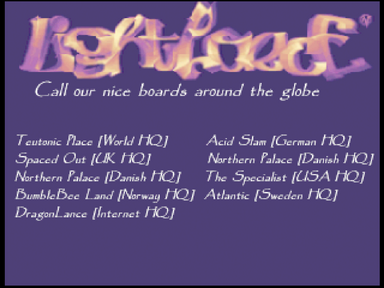 LightForce
Call our nice boards around the globe
Teutonic Place [World HQ] Acid Slam [German HQ]
Spaced Out [UK HQ] Northern Palace [Danish HQ]
Northern Palace [Danish HQ] The Specialist [USA HQ]
BumbleBee Land [Norway HQ] Atlantic [Sweden HQ]
DragonLance [Internet HQ]